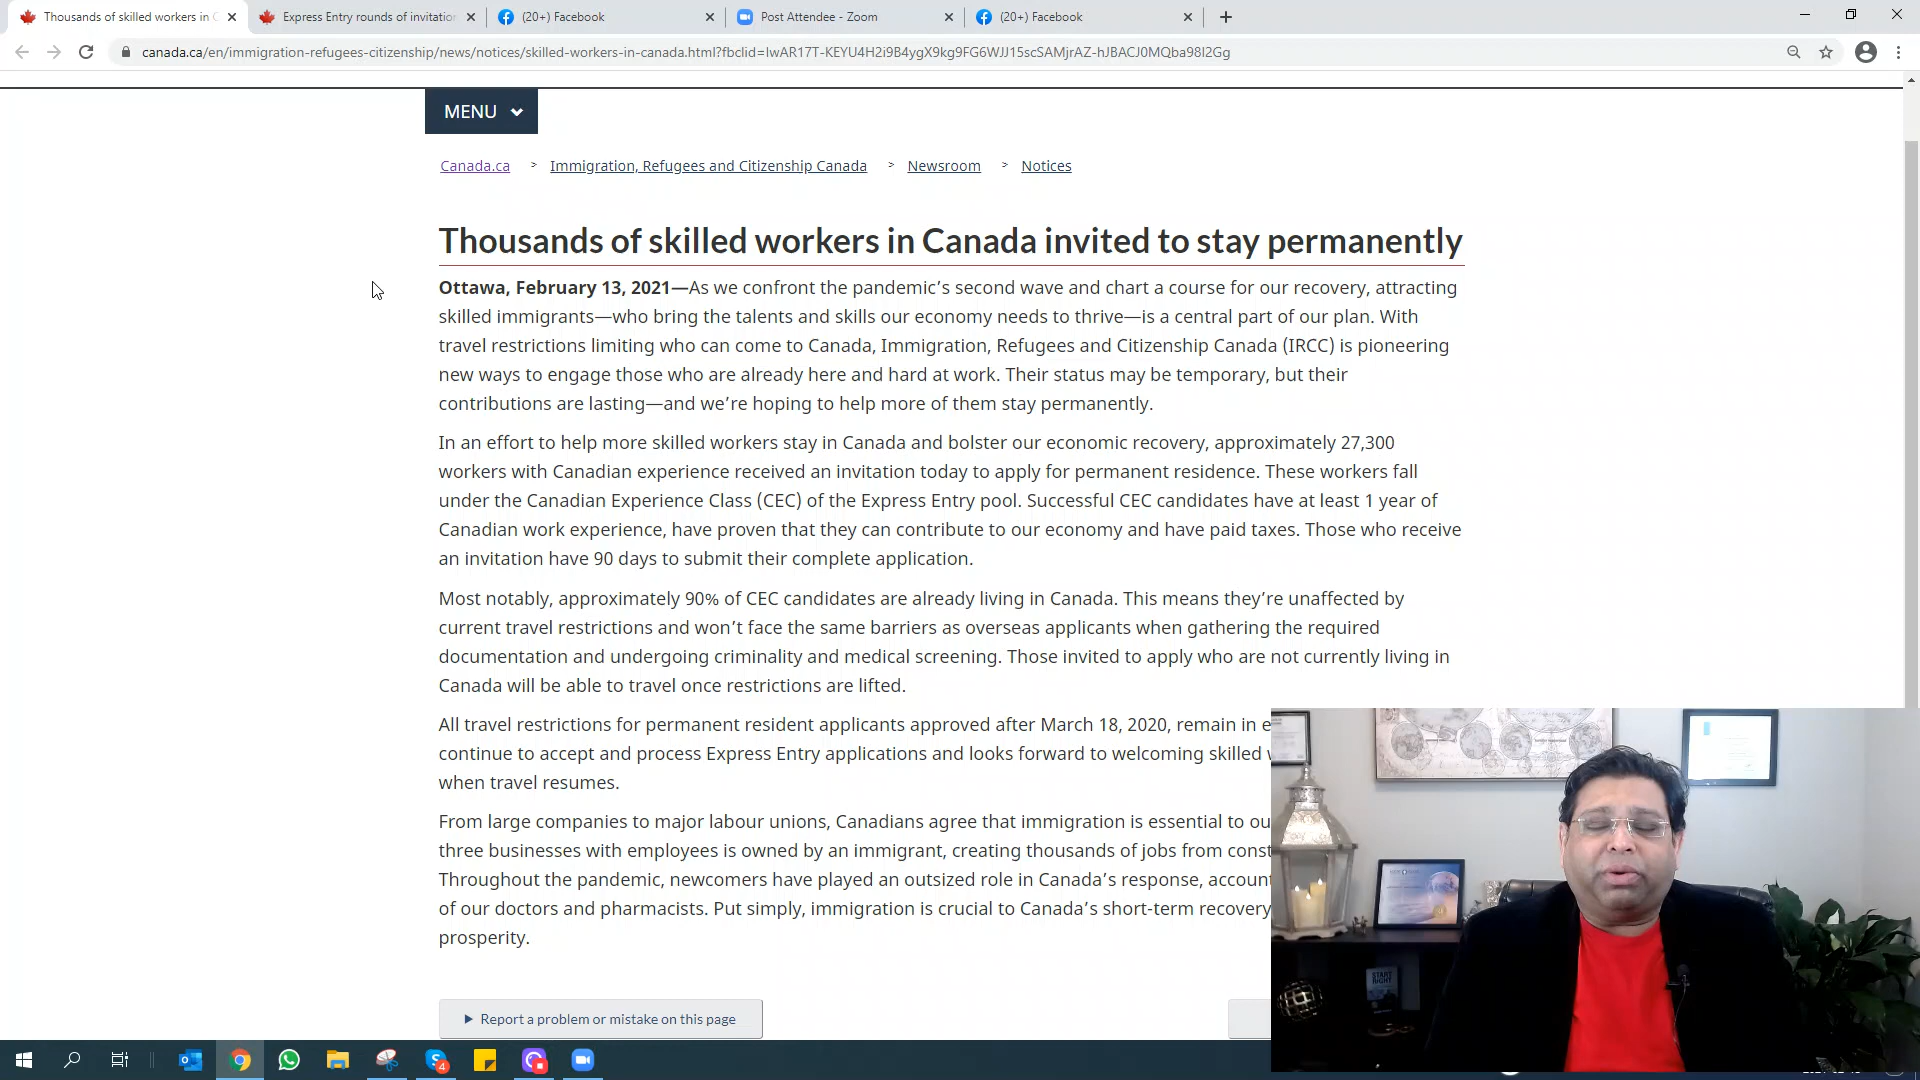 Thousands of skilled workers in C
Express Entry rounds of invitation
(20+) Facebook
Post Attendee - Zoom
(20+) Facebook
canada.ca/en/immigration-refugees-citizenship/news/notices/skilled-workers-in-canada.html?fbclid=IwAR17T-KEYU4H2i9B4ygX9kg9FG6WJJ15scSAMjrAZ-hJBACJ0MQba98I2Gg
MENU
Canada.ca > Immigration, Refugees and Citizenship Canada > Newsroom > Notices
Thousands of skilled workers in Canada invited to stay permanently
Ottawa, February 13, 2021—As we confront the pandemic's second wave and chart a course for our recovery, attracting
skilled immigrants—who bring the talents and skills our economy needs to thrive—is a central part of our plan. With
travel restrictions limiting who can come to Canada, Immigration, Refugees and Citizenship Canada (IRCC) is pioneering
new ways to engage those who are already here and hard at work. Their status may be temporary, but their
contributions are lasting—and we're hoping to help more of them stay permanently.
In an effort to help more skilled workers stay in Canada and bolster our economic recovery, approximately 27,300
workers with Canadian experience received an invitation today to apply for permanent residence. These workers fall
under the Canadian Experience Class (CEC) of the Express Entry pool. Successful CEC candidates have at least 1 year of
Canadian work experience, have proven that they can contribute to our economy and have paid taxes. Those who receive
an invitation have 90 days to submit their complete application.
Most notably, approximately 90% of CEC candidates are already living in Canada. This means they're unaffected by
current travel restrictions and won't face the same barriers as overseas applicants when gathering the required
documentation and undergoing criminality and medical screening. Those invited to apply who are not currently living in
Canada will be able to travel once restrictions are lifted.
All travel restrictions for permanent resident applicants approved after March 18, 2020, remain in e
continue to accept and process Express Entry applications and looks forward to welcoming skilled
when travel resumes.
From large companies to major labour unions, Canadians agree that immigration is essential to ou
three businesses with employees is owned by an immigrant, creating thousands of jobs from const
Throughout the pandemic, newcomers have played an outsized role in Canada's response, account
of our doctors and pharmacists. Put simply, immigration is crucial to Canada's short-term recovery
prosperity.
Report a problem or mistake on this page
START
RIGHT
4